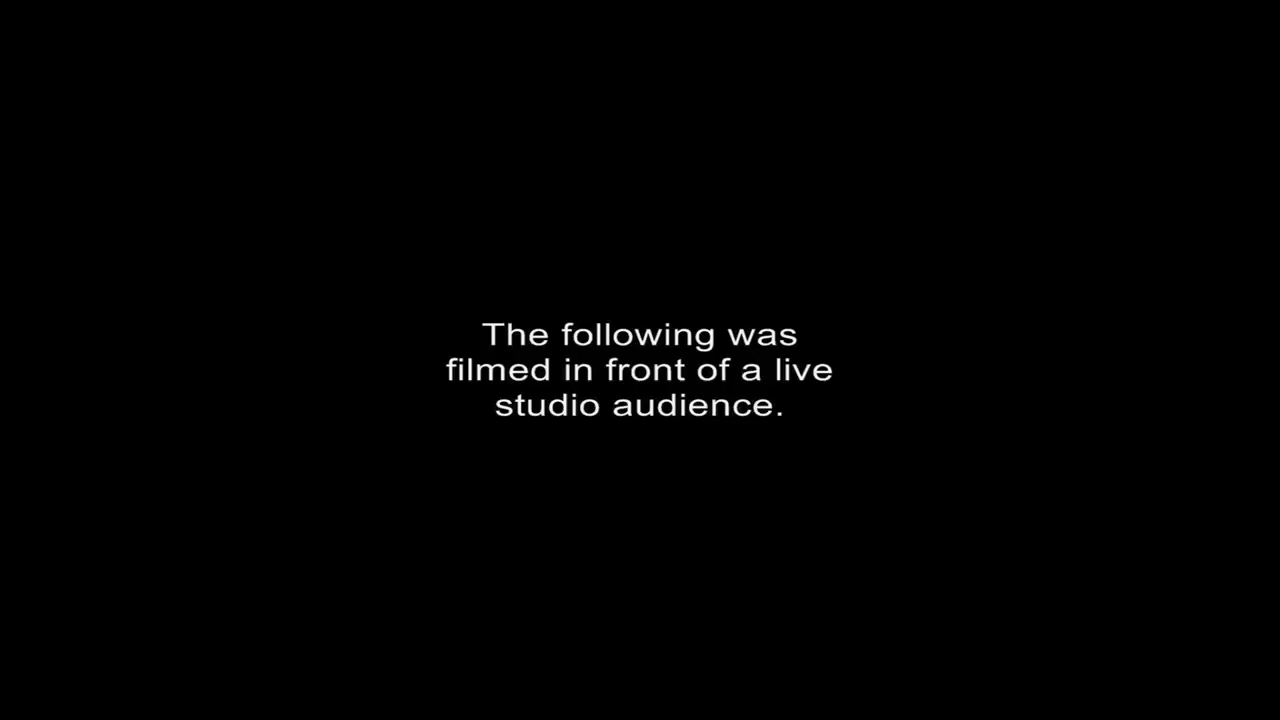 The following was
filmed in front of a live
studio audience.